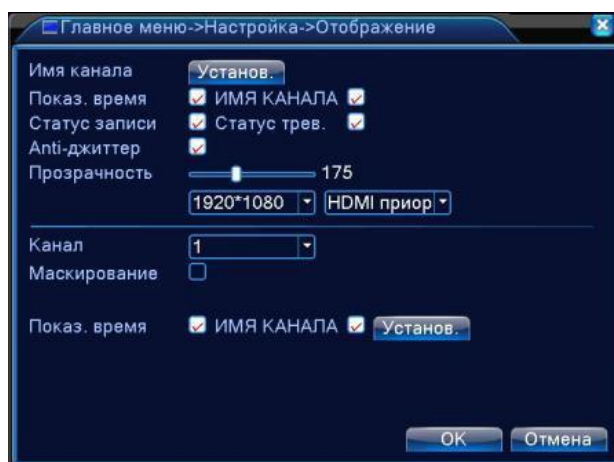 Главное меню->Настройка->Отображение
Имя канала Установ.
Показ. время ИМЯ КАНАЛА
Статус записи Статус трев.
Anti-джиттер
Прозрачность 175
1920*1080 HDMI приор
Канал 1
Маскирование
Показ. время ИМЯ КАНАЛА Установ.
OK Отмена